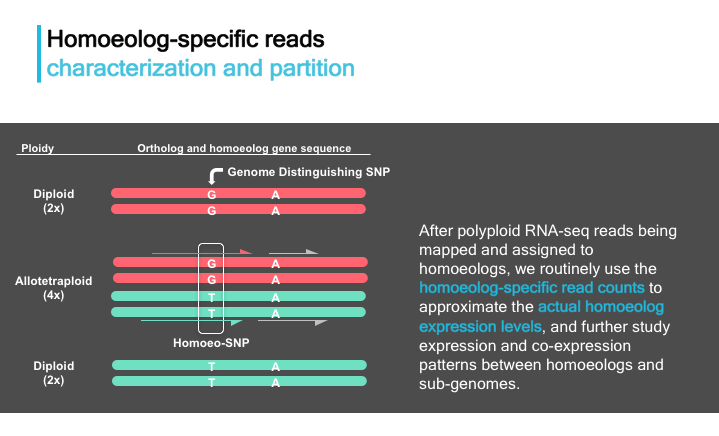 Homoeolog-specific reads
characterization and partition
Ploidy
Ortholog and homoeolog gene sequence
Genome Distinguishing SNP
Diploid
(2x)
G A
G A
Allotetraploid
(4x)
G A
G A
T A
T A
Homoeo-SNP
Diploid
(2x)
T A
T A
After polyploid RNA-seq reads being
mapped and assigned to
homoeologs, we routinely use the
homoeolog-specific read counts to
approximate the actual homoeolog
expression levels, and further study
expression and co-expression
patterns between homoeologs and
sub-genomes.